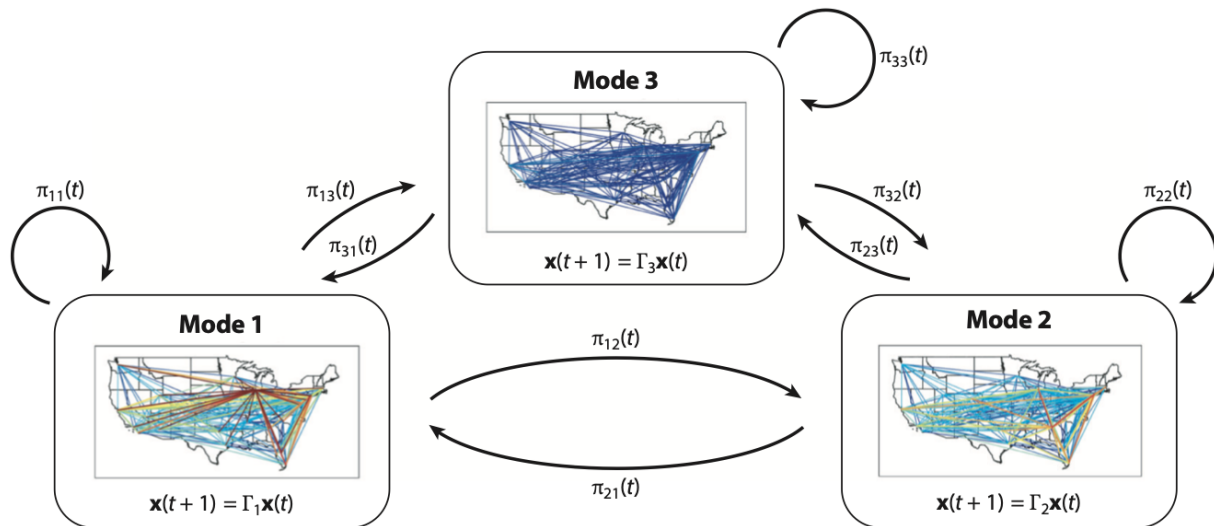 π₃₃(t)
Mode 3
π₁₁(t)
π₁₃(t)
π₃₂(t)
π₂₂(t)
π₃₁(t)
π₂₃(t)
x(t + 1) = Γ₃x(t)
Mode 1
Mode 2
π₁₂(t)
π₂₁(t)
x(t + 1) = Γ₁x(t)
x(t + 1) = Γ₂x(t)